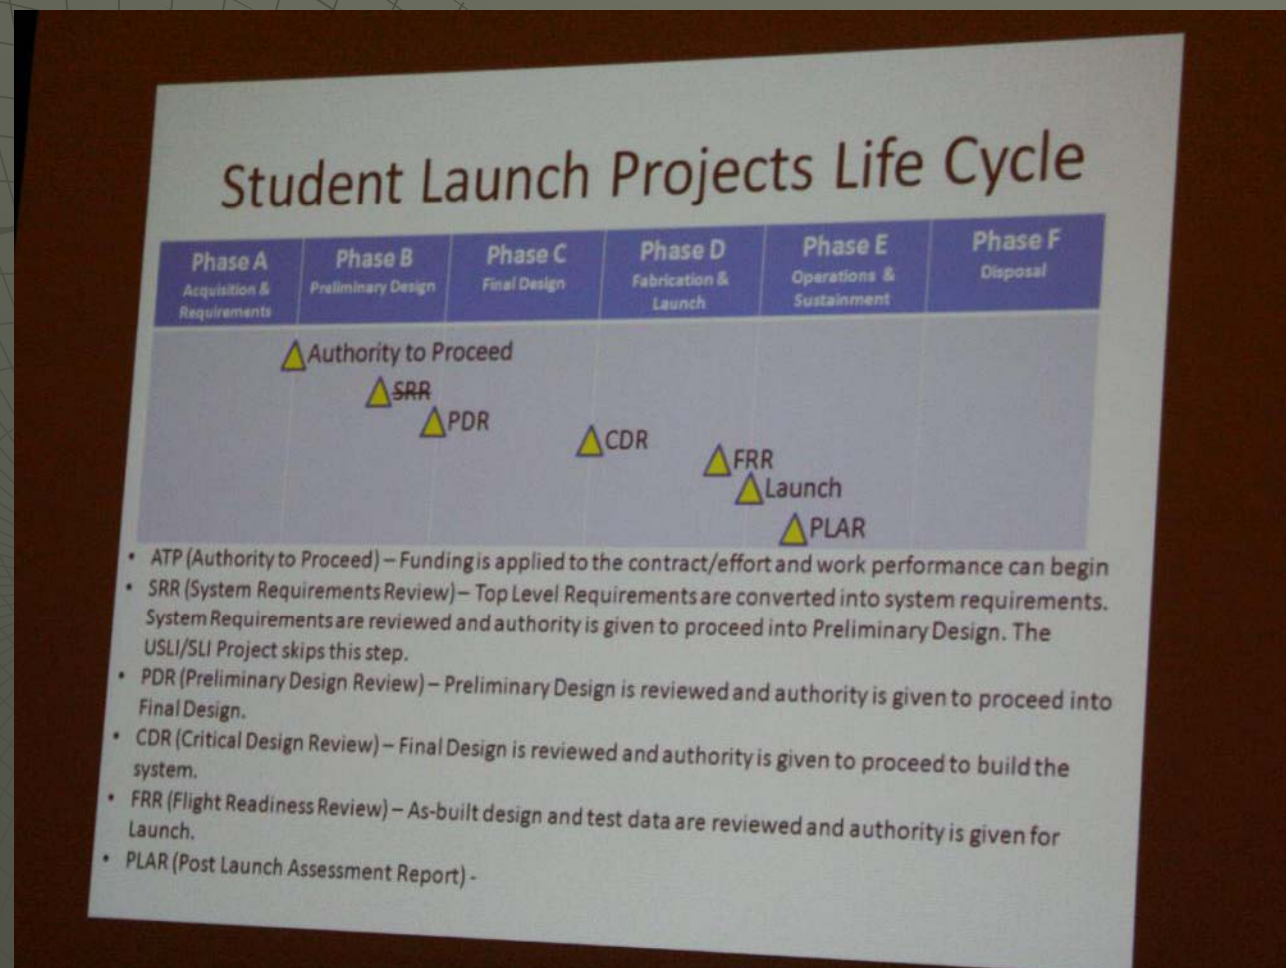 Student Launch Projects Life Cycle
Phase A
Acquisition &
Requirements
Phase B
Preliminary Design
Phase C
Final Design
Phase D
Fabrication &
Launch
Phase E
Operations &
Sustainment
Phase F
Disposal
Authority to Proceed
SRR
PDR
CDR
FRR
Launch
PLAR
• ATP (Authority to Proceed) – Funding is applied to the contract/effort and work performance can begin
• SRR (System Requirements Review) – Top Level Requirements are converted into system requirements.
System Requirements are reviewed and authority is given to proceed into Preliminary Design. The
USLI/SLI Project skips this step.
• PDR (Preliminary Design Review) – Preliminary Design is reviewed and authority is given to proceed into
Final Design.
• CDR (Critical Design Review) – Final Design is reviewed and authority is given to proceed to build the
system.
• FRR (Flight Readiness Review) – As-built design and test data are reviewed and authority is given for
Launch.
• PLAR (Post Launch Assessment Report) -